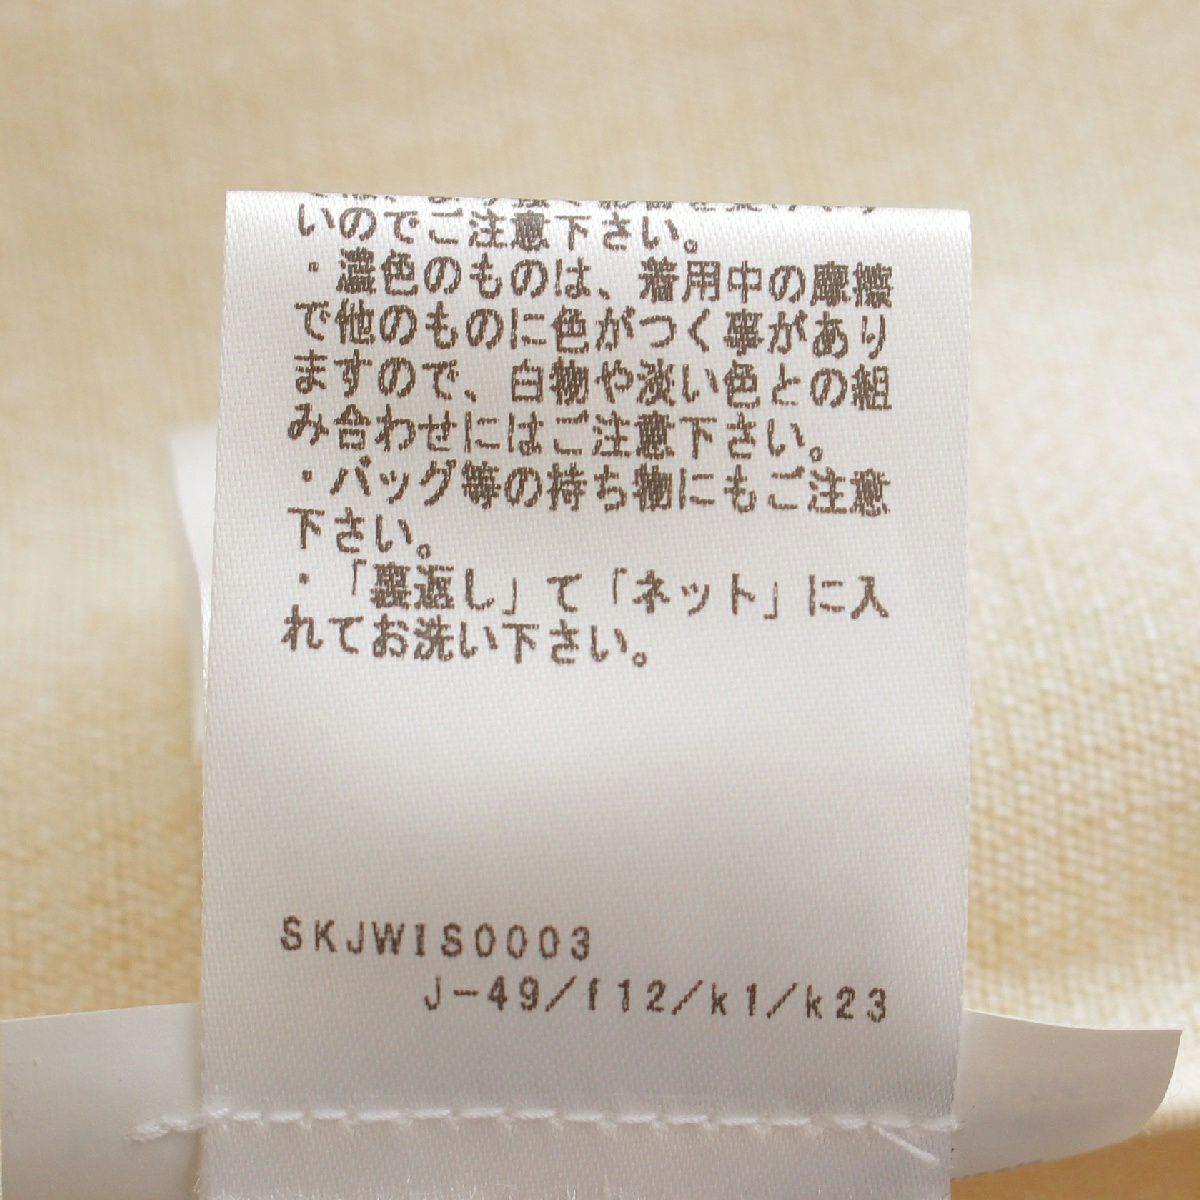 いのでご注意下さい。
・濃色のものは、着用中の摩擦
で他のものに色がつく事があり
ますので、白物や淡い色との組
み合わせにはご注意下さい。
・バッグ等の持ち物にもご注意
下さい。
・「裏返し」て「ネット」に入
れてお洗い下さい。
SKJWIS0003
J-49/f12/k1/k23